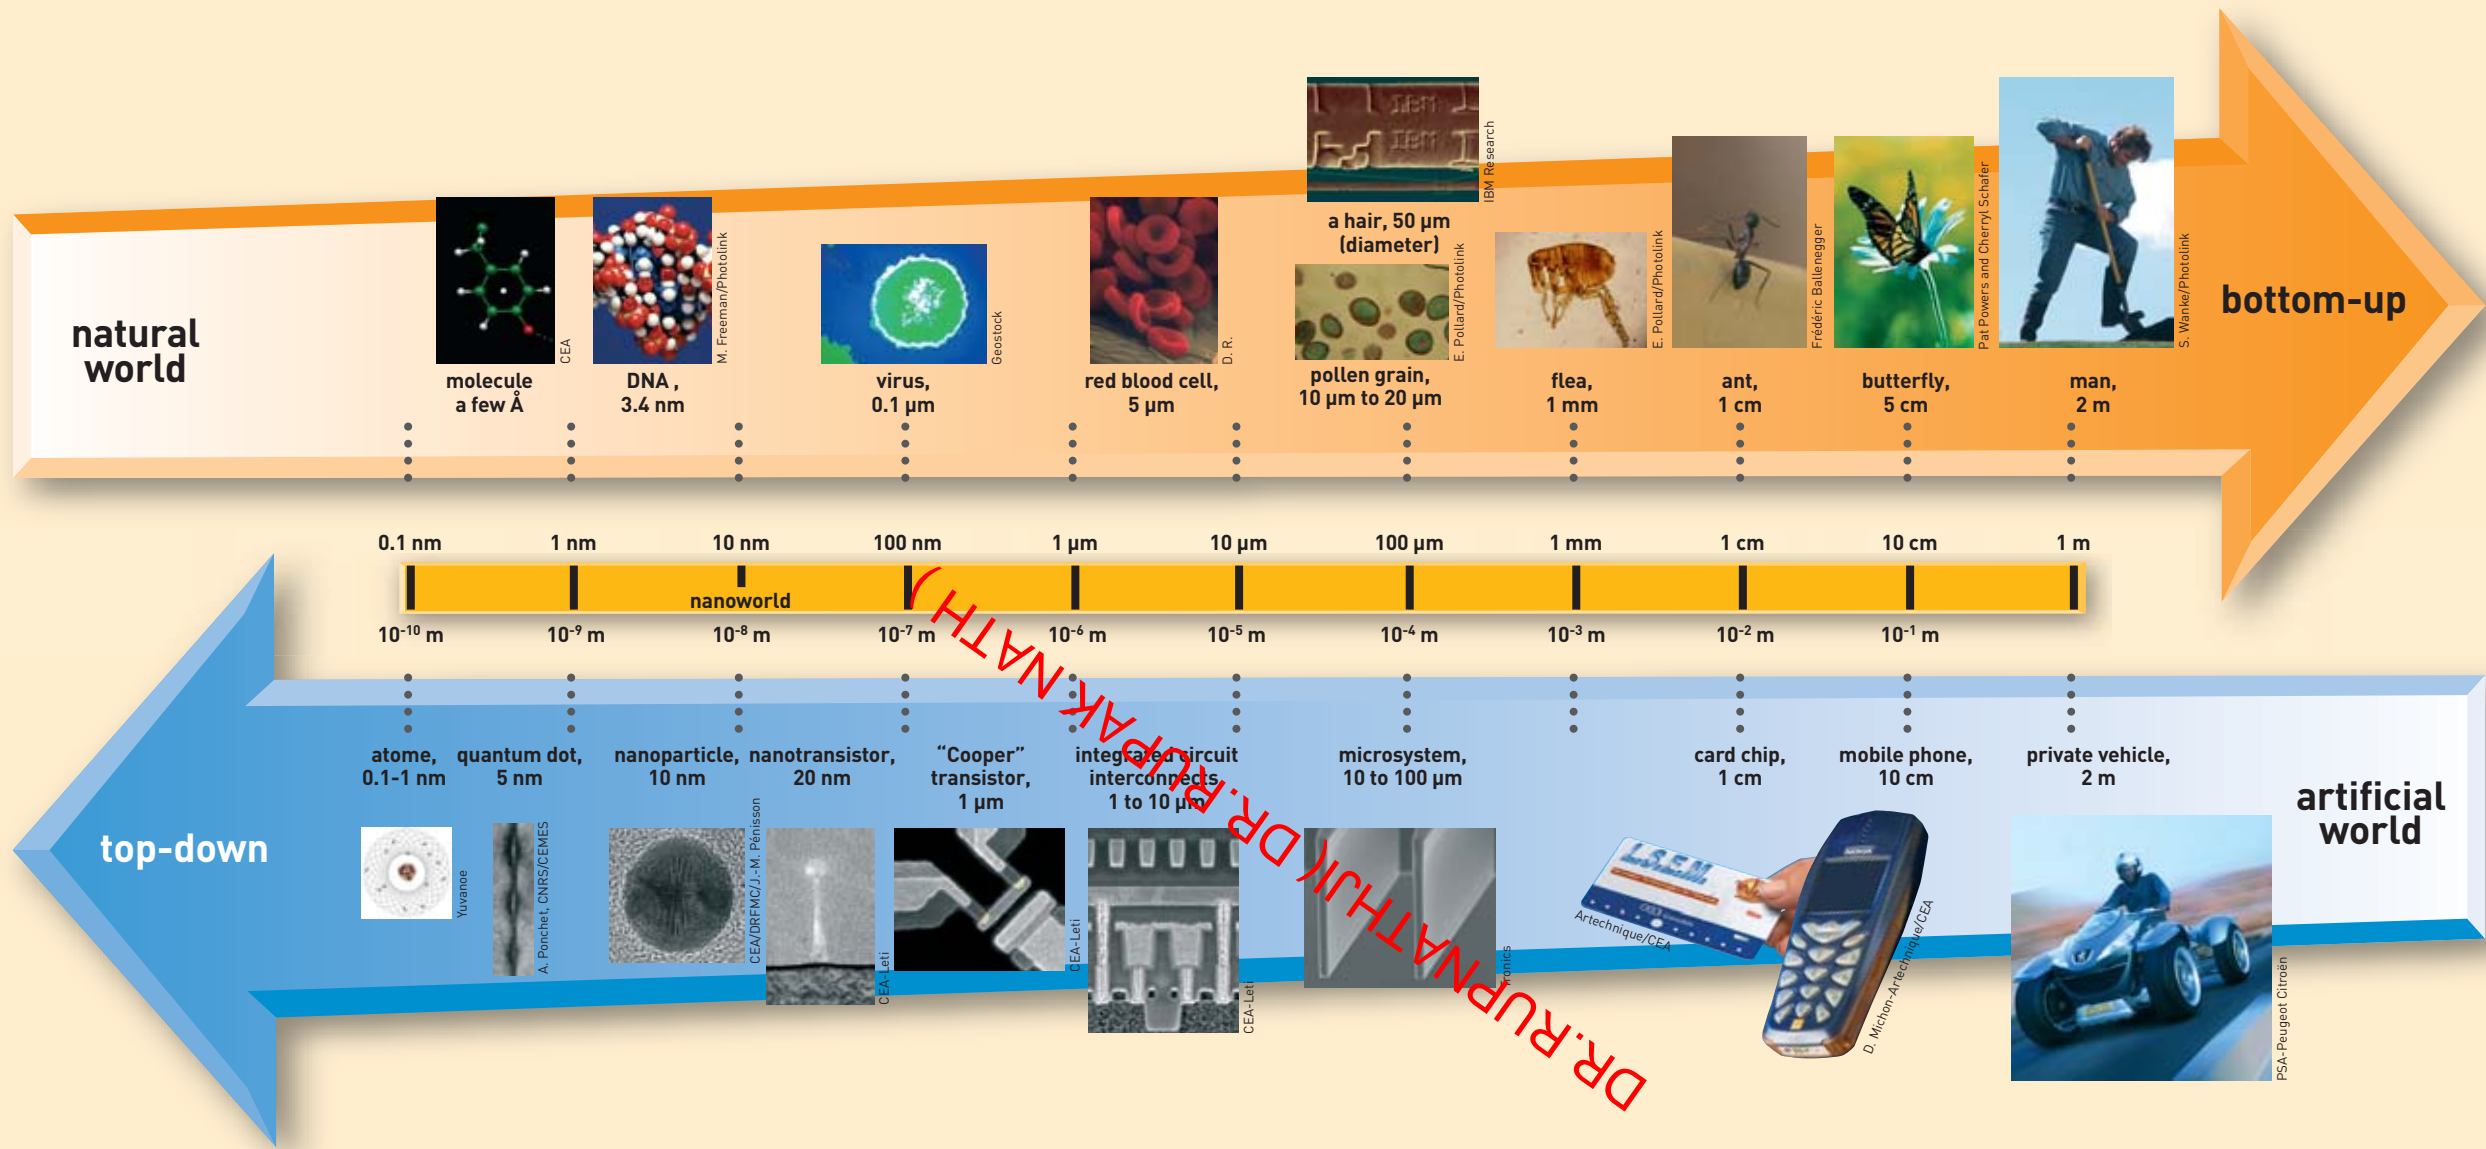 IBM
IBM
IBM Research
a hair, 50 µm
(diameter)
natural
world
CEA
molecule
a few Å
M. Freeman/Photolink
DNA ,
3.4 nm
Geostock
virus,
0.1 µm
D. R.
red blood cell,
5 µm
E. Pollard/Photolink
pollen grain,
10 µm to 20 µm
E. Pollard/Photolink
flea,
1 mm
Frédéric Ballenegger
ant,
1 cm
Pat Powers and Cherryl Schafer
butterfly,
5 cm
S. Wanke/Photolink
man,
2 m
bottom-up
0.1 nm 1 nm 10 nm 100 nm 1 µm 10 µm 100 µm 1 mm 1 cm 10 cm 1 m
nanoworld
10-10 m 10-9 m 10-8 m 10-7 m 10-6 m 10-5 m 10-4 m 10-3 m 10-2 m 10-1 m
top-down
atome,
0.1-1 nm
Yuvanoe
quantum dot,
5 nm
A. Ponchet, CNRS/CEMES
nanoparticle,
10 nm
CEA/DRFMC/J.-M. Pénisson
nanotransistor,
20 nm
CEA-Leti
“Cooper”
transistor,
1 µm
CEA-Leti
integrated circuit
interconnects
1 to 10 µm
CEA-Leti
microsystem,
10 to 100 µm
Tronics
card chip,
1 cm
Artechnique/CEA
mobile phone,
10 cm
NOKIA
D. Michon-Artechnique/CEA
private vehicle,
2 m
PSA-Peugeot Citroën
artificial
world
DR.RUPNATHJI( DR.RUPAK NATH )